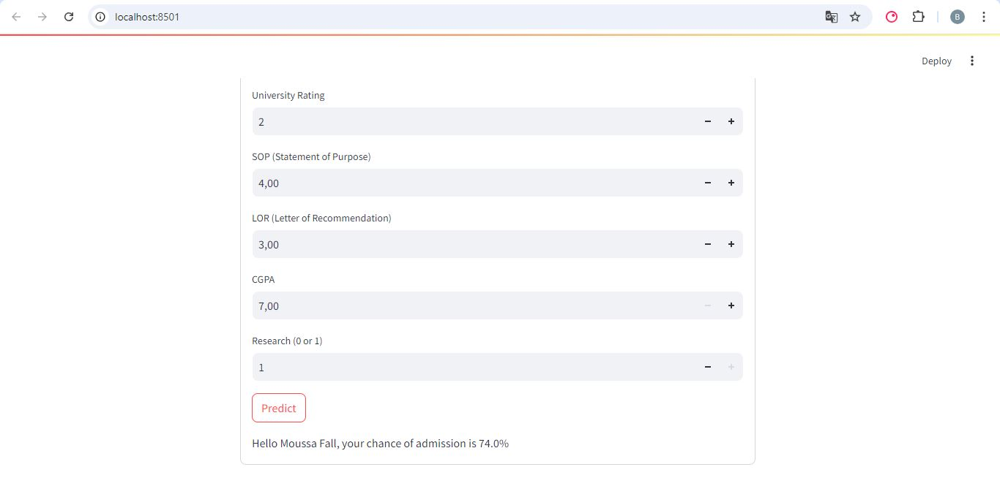 localhost:8501
B
Deploy
University Rating
2
SOP (Statement of Purpose)
4,00
LOR (Letter of Recommendation)
3,00
CGPA
7,00
Research (0 or 1)
1
Predict
Hello Moussa Fall, your chance of admission is 74.0%